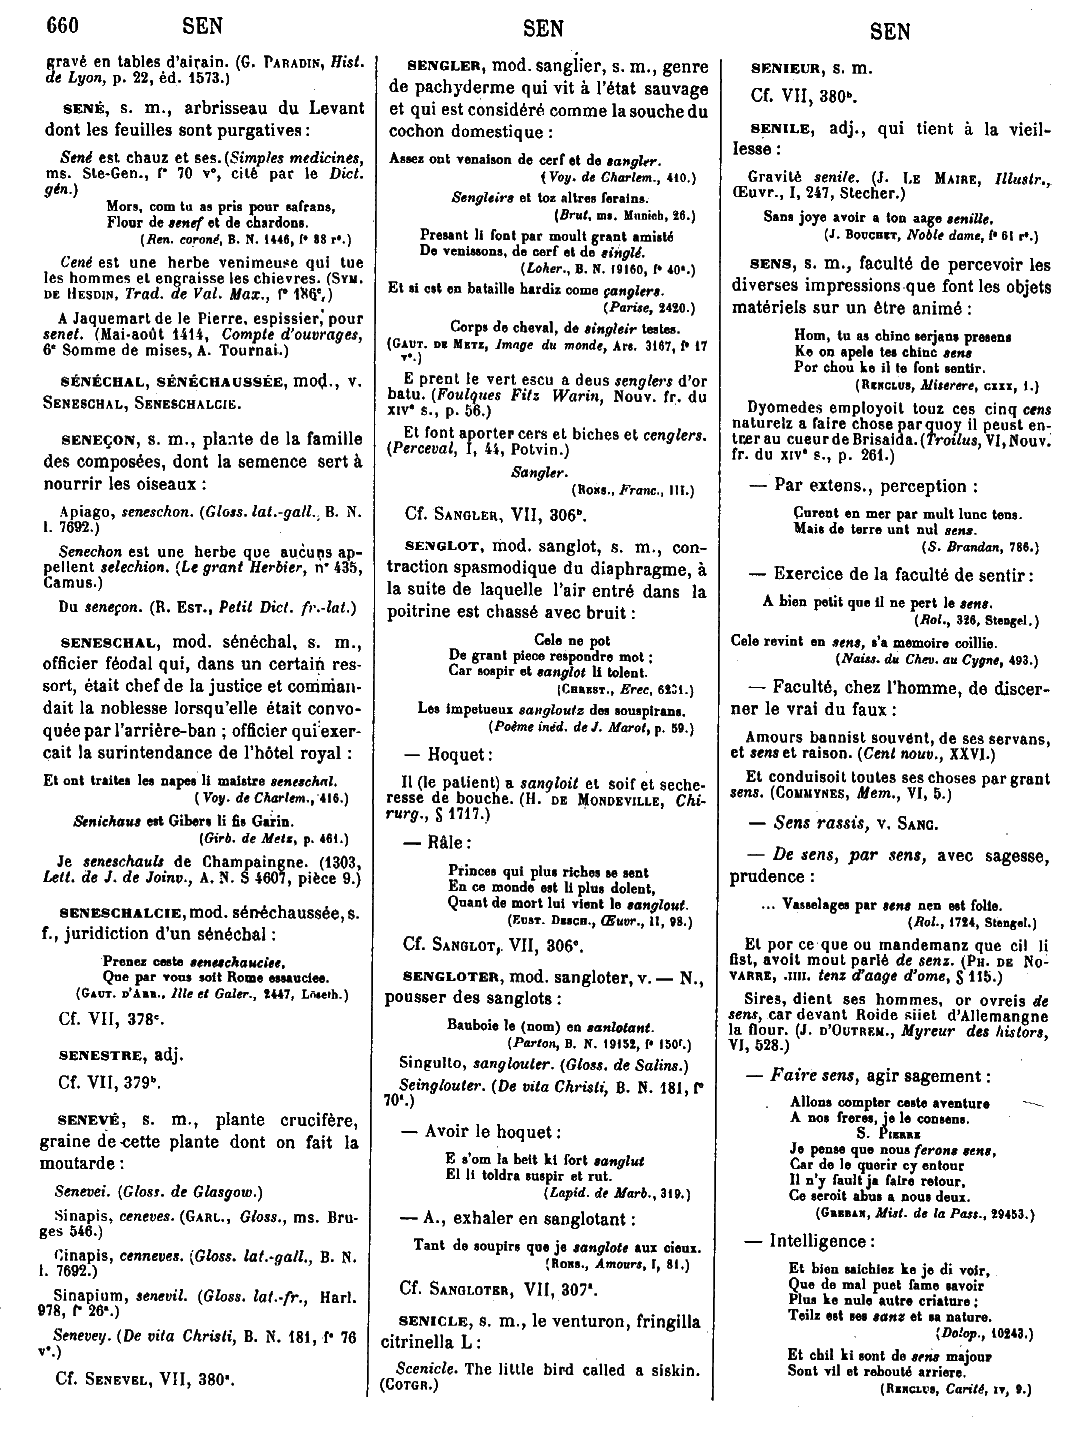 660 SEN
SEN
SEN
gravé en tables d'airain. (G. PARADIN, Hist.
de Lyon, p. 22, éd. 1573.)
SENÉ, s. m., arbrisseau du Levant
dont les feuilles sont purgatives :
Sené est chauz et ses. (Simples medicines,
ms. Ste-Gen., f° 70 v°, cité par le Dict.
gén.)
Mors, com tu as pris pour safrans,
Flour de senef et de chardons.
(Ren. coroné, B. N. 1446, f° 88 r°.)
Cené est une herbe venimeuse qui tue
les hommes et engraisse les chievres. (SYM.
DE HESDIN, Trad. de Val. Max., f° 186ᶜ.)
A Jaquemart de le Pierre, espissier, pour
senet. (Mai-août 1414, Compte d'ouvrages,
6ᵉ Somme de mises, A. Tournai.)
SÉNÉCHAL, SÉNÉCHAUSSÉE, mod., v.
SENESCHAL, SENESCHALCIE.
SENEÇON, s. m., plante de la famille
des composées, dont la semence sert à
nourrir les oiseaux :
Apiago, seneschon. (Gloss. lat.-gall., B. N.
l. 7692.)
Senechon est une herbe que aucuns ap-
pellent selechion. (Le grant Herbier, n° 435,
Camus.)
Du seneçon. (R. EST., Petit Dict. fr.-lat.)
SENESCHAL, mod. sénéchal, s. m.,
officier féodal qui, dans un certain res-
sort, était chef de la justice et comman-
dait la noblesse lorsqu'elle était convo-
quée par l'arrière-ban ; officier qui exer-
çait la surintendance de l'hôtel royal :
Et ont traites les napes li maistre seneschal.
(Voy. de Charlem., 416.)
Senichaus est Gibers li fis Garin.
(Girb. de Metz, p. 461.)
Je seneschauls de Champaingne. (1303,
Lett. de J. de Joinv., A. N. S 4607, pièce 9.)
SENESCHALCIE, mod. sénéchaussée, s.
f., juridiction d'un sénéchal :
Prenez ceste seneschauciee,
Que par vous soit Rome essauciee.
(GAUT. D'ARR., Ille et Galer., 2447, Löseth.)
Cf. VII, 378ᶜ.
SENESTRE, adj.
Cf. VII, 379ᵇ.
SENEVÉ, s. m., plante crucifère,
graine de cette plante dont on fait la
moutarde :
Senevei. (Gloss. de Glasgow.)
Sinapis, ceneves. (GARL., Gloss., ms. Bru-
ges 546.)
Cinapis, cenneves. (Gloss. lat.-gall., B. N.
l. 7692.)
Sinapium, senevil. (Gloss. lat.-fr., Harl.
978, f° 26ᵃ.)
Senevey. (De vita Christi, B. N. 181, f° 76
v°.)
Cf. SENEVEL, VII, 380ᵃ.
SENGLER, mod. sanglier, s. m., genre
de pachyderme qui vit à l'état sauvage
et qui est considéré comme la souche du
cochon domestique :
Assez ont venaison de cerf et de sangler.
(Voy. de Charlem., 410.)
Sengleirs et toz altres ferains.
(Brut, ms. Munich, 26.)
Presant li font par moult grant amisté
De venissons, de cerf et de singlé.
(Loher., B. N. 19160, f° 40ᵃ.)
Et si est en bataille hardiz come çanglers.
(Parise, 2420.)
Corps de cheval, de singleir testes.
(GAUT. DE METZ, Image du monde, Ars. 3167, f° 17
v°.)
E prent le vert escu a deus senglers d'or
batu. (Foulques Fitz Warin, Nouv. fr. du
XIVᵉ s., p. 56.)
Et font aporter cers et biches et cenglers.
(Perceval, I, 44, Potvin.)
Sangler.
(RONS., Franc., III.)
Cf. SANGLER, VII, 306ᵇ.
SENGLOT, mod. sanglot, s. m., con-
traction spasmodique du diaphragme, à
la suite de laquelle l'air entré dans la
poitrine est chassé avec bruit :
Cele ne pot
De grant piece respondre mot ;
Car sospir et sanglot li tolent.
(CHREST., Erec, 6231.)
Les impetueux sangloutz des souspirans.
(Poème inéd. de J. Marot, p. 59.)
— Hoquet :
Il (le patient) a sangloit et soif et seche-
resse de bouche. (H. DE MONDEVILLE, Chi-
rurg., § 1717.)
— Râle :
Princes qui plus riches se sent
En ce monde est li plus dolent,
Quant de mort lui vient le sanglout.
(EUST. DESCH., Œuvr., II, 98.)
Cf. SANGLOT, VII, 306ᶜ.
SENGLOTER, mod. sangloter, v. — N.,
pousser des sanglots :
Bauboie le (nom) en sanlotant.
(Parton, B. N. 19152, f° 150ᶠ.)
Singulto, sanglouter. (Gloss. de Salins.)
Seinglouter. (De vita Christi, B. N. 181, f°
70ᵃ.)
— Avoir le hoquet :
E s'om la beit ki fort sanglut
El li toldra suspir et rut.
(Lapid. de Marb., 319.)
— A., exhaler en sanglotant :
Tant de soupirs que je sanglote aux cieux.
(RONS., Amours, I, 81.)
Cf. SANGLOTER, VII, 307ᵃ.
SENICLE, s. m., le venturon, fringilla
citrinella L :
Scenicle. The little bird called a siskin.
(COTGR.)
SENIEUR, s. m.
Cf. VII, 380ᵇ.
SENILE, adj., qui tient à la vieil-
lesse :
Gravité senile. (J. LE MAIRE, Illustr.,
Œuvr., I, 247, Stecher.)
Sans joye avoir a ton aage senille.
(J. BOUCHET, Noble dame, f° 61 r°.)
SENS, s. m., faculté de percevoir les
diverses impressions que font les objets
matériels sur un être animé :
Hom, tu as chinc serjans presens
Ke on apele tes chinc sens
Por chou ke il te font sentir.
(RENCLUS, Miserere, CXXX, 1.)
Dyomedes employoit touz ces cinq cens
naturelz a faire chose par quoy il peust en-
trer au cueur de Brisaida. (Troilus, VI, Nouv.
fr. du XIVᵉ s., p. 261.)
— Par extens., perception :
Curent en mer par mult lunc tens.
Mais de terre unt nul sens.
(S. Brandan, 786.)
— Exercice de la faculté de sentir :
A bien petit que il ne pert le sens.
(Rol., 326, Stengel.)
Cele revint en sens, s'a memoire coillie.
(Naiss. du Chev. au Cygne, 493.)
— Faculté, chez l'homme, de discer-
ner le vrai du faux :
Amours bannist souvent, de ses servans,
et sens et raison. (Cent nouv., XXVI.)
Et conduisoit toutes ses choses par grant
sens. (COMMYNES, Mem., VI, 5.)
— Sens rassis, v. SANG.
— De sens, par sens, avec sagesse,
prudence :
... Vasselages par sens nen est folie.
(Rol., 1724, Stengel.)
Et por ce que ou mandemanz que cil li
fist, avoit mout parlé de senz. (PH. DE NO-
VARRE, .IIII. tenz d'aage d'ome, § 115.)
Sires, dient ses hommes, or ovreis de
sens, car devant Roide siiet d'Allemangne
la flour. (J. D'OUTREM., Myreur des histors,
VI, 528.)
— Faire sens, agir sagement :
Allons compter ceste aventure
A nos freres, je le consens.
S. PIERRE
Je pense que nous ferons sens,
Car de le querir cy entour
Il n'y fault ja faire retour,
Ce seroit abus a nous deux.
(GREBAN, Mist. de la Pass., 29453.)
— Intelligence :
Et bien saichiez ke je di voir,
Que de mal puet fame savoir
Plus ke nule autre criature ;
Teilz est ses sanz et sa nature.
(Dolop., 10243.)
Et chil ki sont de sens majour
Sont vil et rebouté arriere.
(RENCLUS, Carité, IV, 9.)